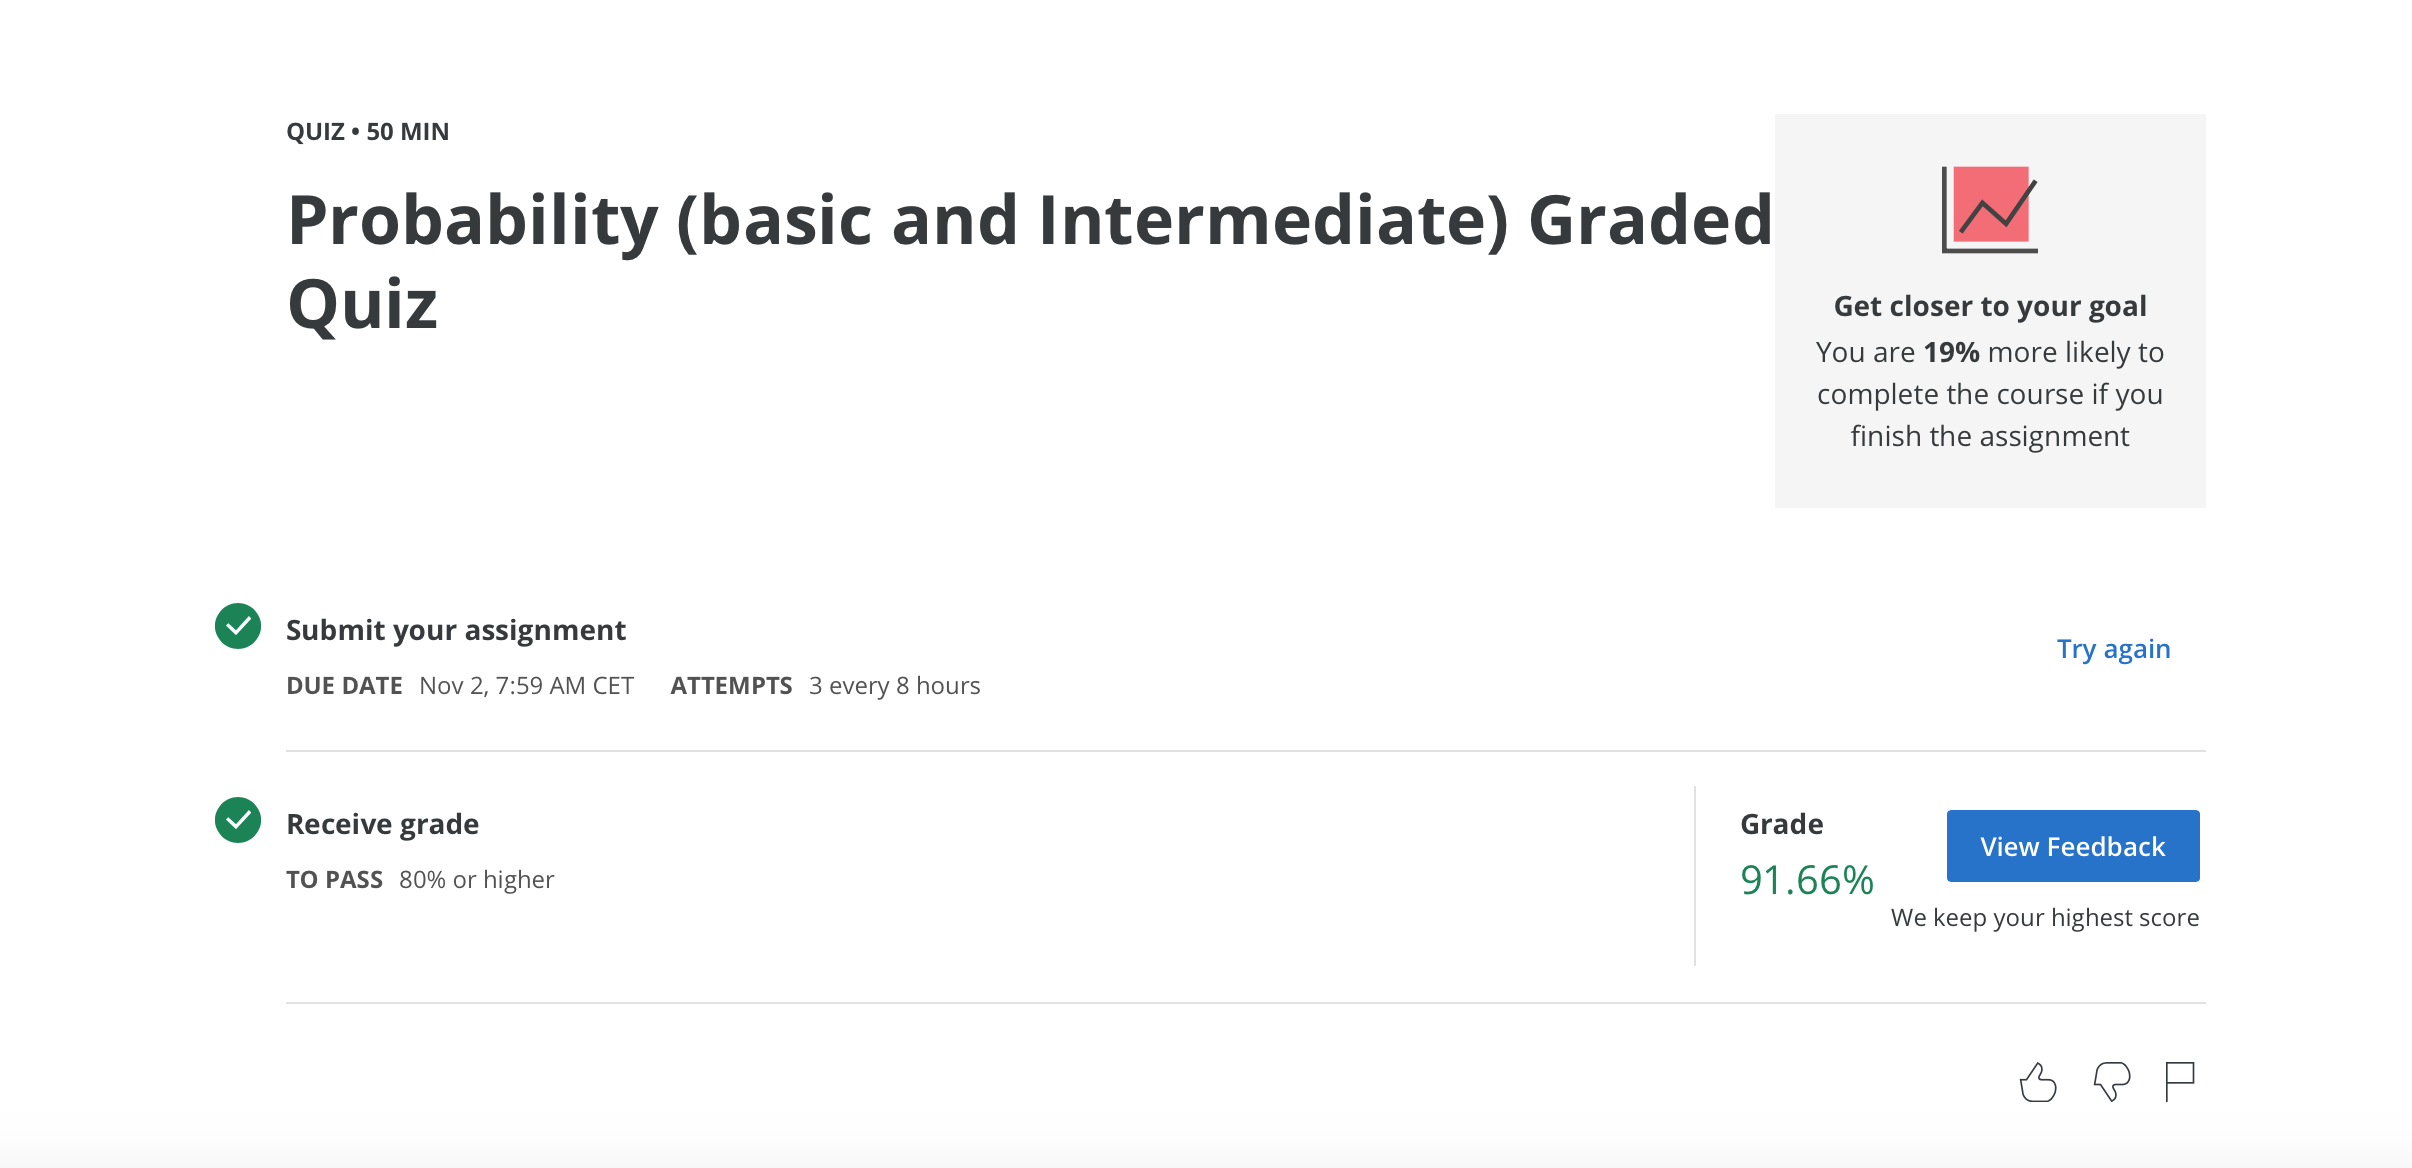 QUIZ • 50 MIN
Probability (basic and Intermediate) Graded
Quiz
Get closer to your goal
You are 19% more likely to
complete the course if you
finish the assignment
Submit your assignment
DUE DATE Nov 2, 7:59 AM CET ATTEMPTS 3 every 8 hours
Try again
Receive grade
TO PASS 80% or higher
Grade
91.66%
View Feedback
We keep your highest score